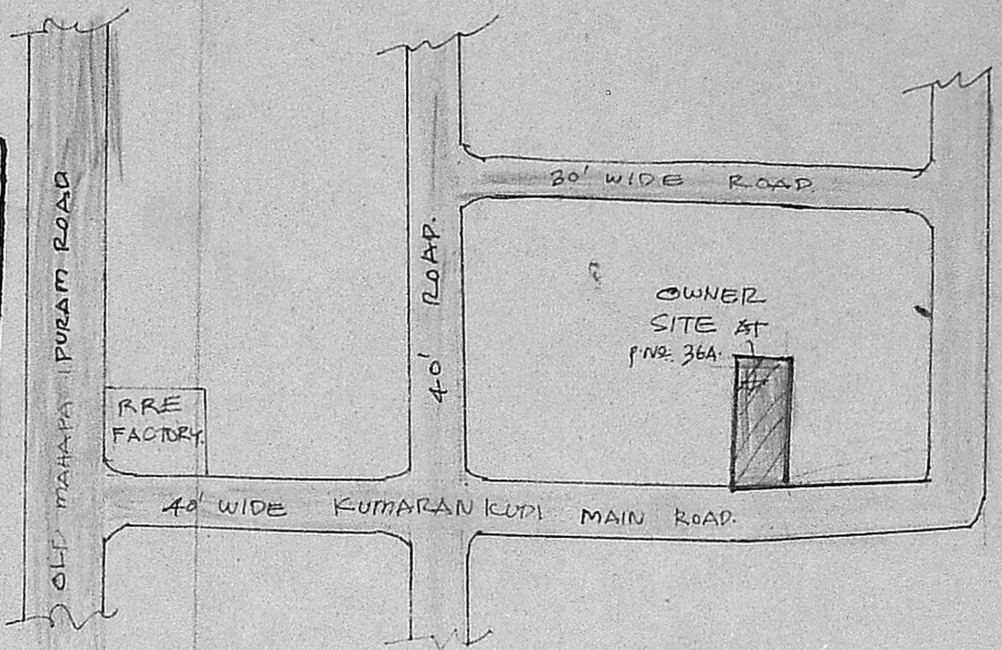 OLD MAHAPALIPURAM ROAD
30' WIDE ROAD.
40' ROAD.
OWNER
SITE AT
P.NO. 36A.
RRE
FACTORY.
40' WIDE KUMARAN KUDI MAIN ROAD.